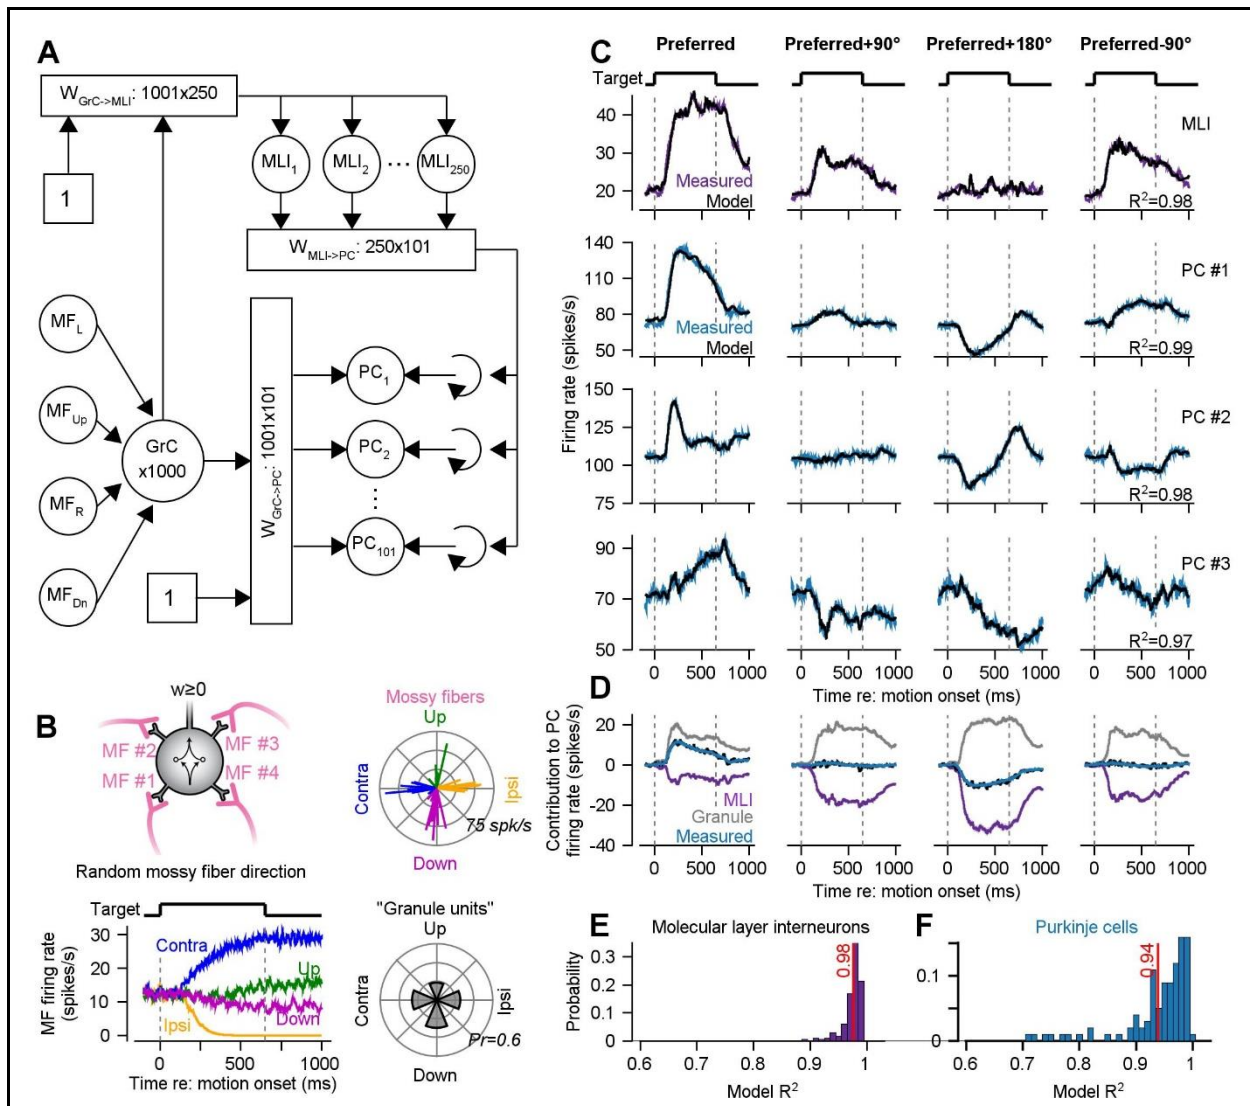 A
W_GrC->MLI: 1001x250
1
MLI_1
MLI_2
...
MLI_250
W_MLI->PC: 250x101
MF_L
MF_Up
MF_R
MF_Dn
GrC
x1000
1
W_GrC->PC: 1001x101
PC_1
PC_2
PC_101
B
w≥0
MF #2
MF #3
MF #1
MF #4
Random mossy fiber direction
Mossy fibers
Up
Contra
Ipsi
75 spk/s
Down
Target
MF firing rate
(spikes/s)
30
15
0
Contra
Up
Down
Ipsi
0
500
1000
Time re: motion onset (ms)
"Granule units"
Up
Contra
Ipsi
Pr=0.6
Down
C
Preferred
Preferred+90°
Preferred+180°
Preferred-90°
Target
MLI
40
30
20
Measured
Model
R²=0.98
Firing rate (spikes/s)
140
110
80
50
PC #1
Measured
Model
R²=0.99
150
125
100
75
PC #2
R²=0.98
90
70
50
PC #3
R²=0.97
0 500 1000
0 500 1000
0 500 1000
0 500 1000
Time re: motion onset (ms)
D
Contribution to PC
firing rate (spikes/s)
20
0
-20
-40
MLI
Granule
Measured
0 500 1000
0 500 1000
0 500 1000
0 500 1000
Time re: motion onset (ms)
E
Molecular layer interneurons
Probability
0.3
0.2
0.1
0
0.98
0.6 0.7 0.8 0.9 1
Model R²
F
Purkinje cells
0.1
0
0.94
0.6 0.7 0.8 0.9 1
Model R²